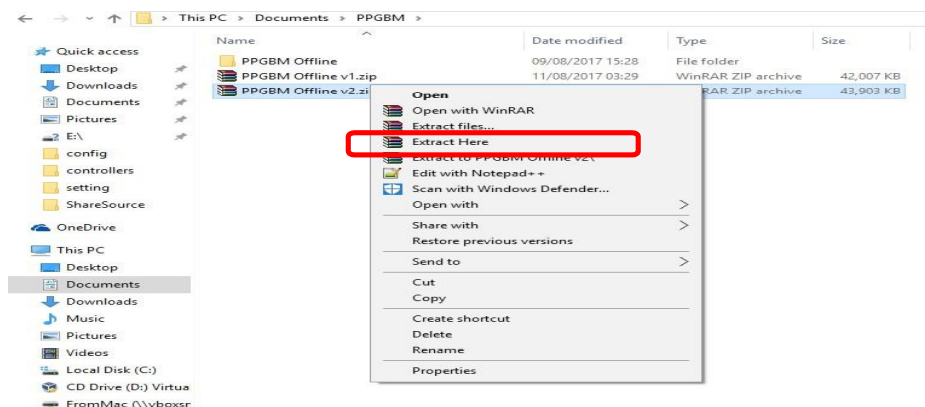 This PC > Documents > PPGBM >
Name Date modified Type Size
Quick access
Desktop
Downloads
Documents
Pictures
E:\
config
controllers
setting
ShareSource
OneDrive
This PC
Desktop
Documents
Downloads
Music
Pictures
Videos
Local Disk (C:)
CD Drive (D:) Virtua
FromMac (\\vboxsr
PPGBM Offline 09/08/2017 15:28 File folder
PPGBM Offline v1.zip 11/08/2017 03:29 WinRAR ZIP archive 42,007 KB
PPGBM Offline v2.zi RAR ZIP archive 43,903 KB
Open
Open with WinRAR
Extract files...
Extract Here
Extract to PPGBM Offline v2\
Edit with Notepad++
Scan with Windows Defender...
Open with >
Share with >
Restore previous versions
Send to >
Cut
Copy
Create shortcut
Delete
Rename
Properties